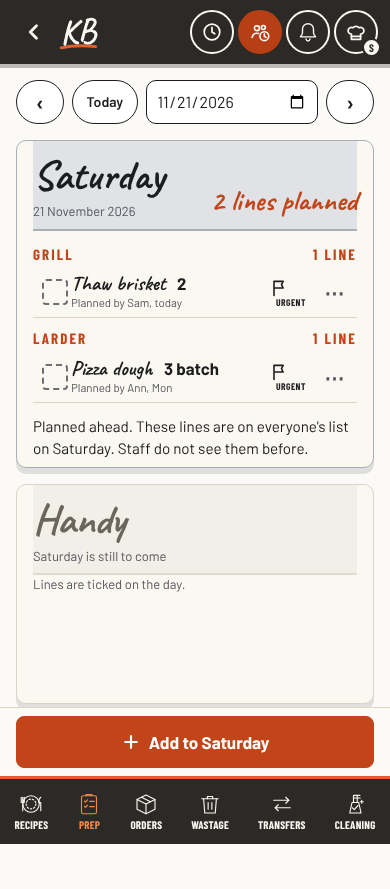 KB
S
Today
11/21/2026
Saturday
21 November 2026
2 lines planned
GRILL
1 LINE
Thaw brisket 2
Planned by Sam, today
URGENT
LARDER
1 LINE
Pizza dough 3 batch
Planned by Ann, Mon
URGENT
Planned ahead. These lines are on everyone's list
on Saturday. Staff do not see them before.
Handy
Saturday is still to come
Lines are ticked on the day.
+ Add to Saturday
RECIPES
PREP
ORDERS
WASTAGE
TRANSFERS
CLEANING